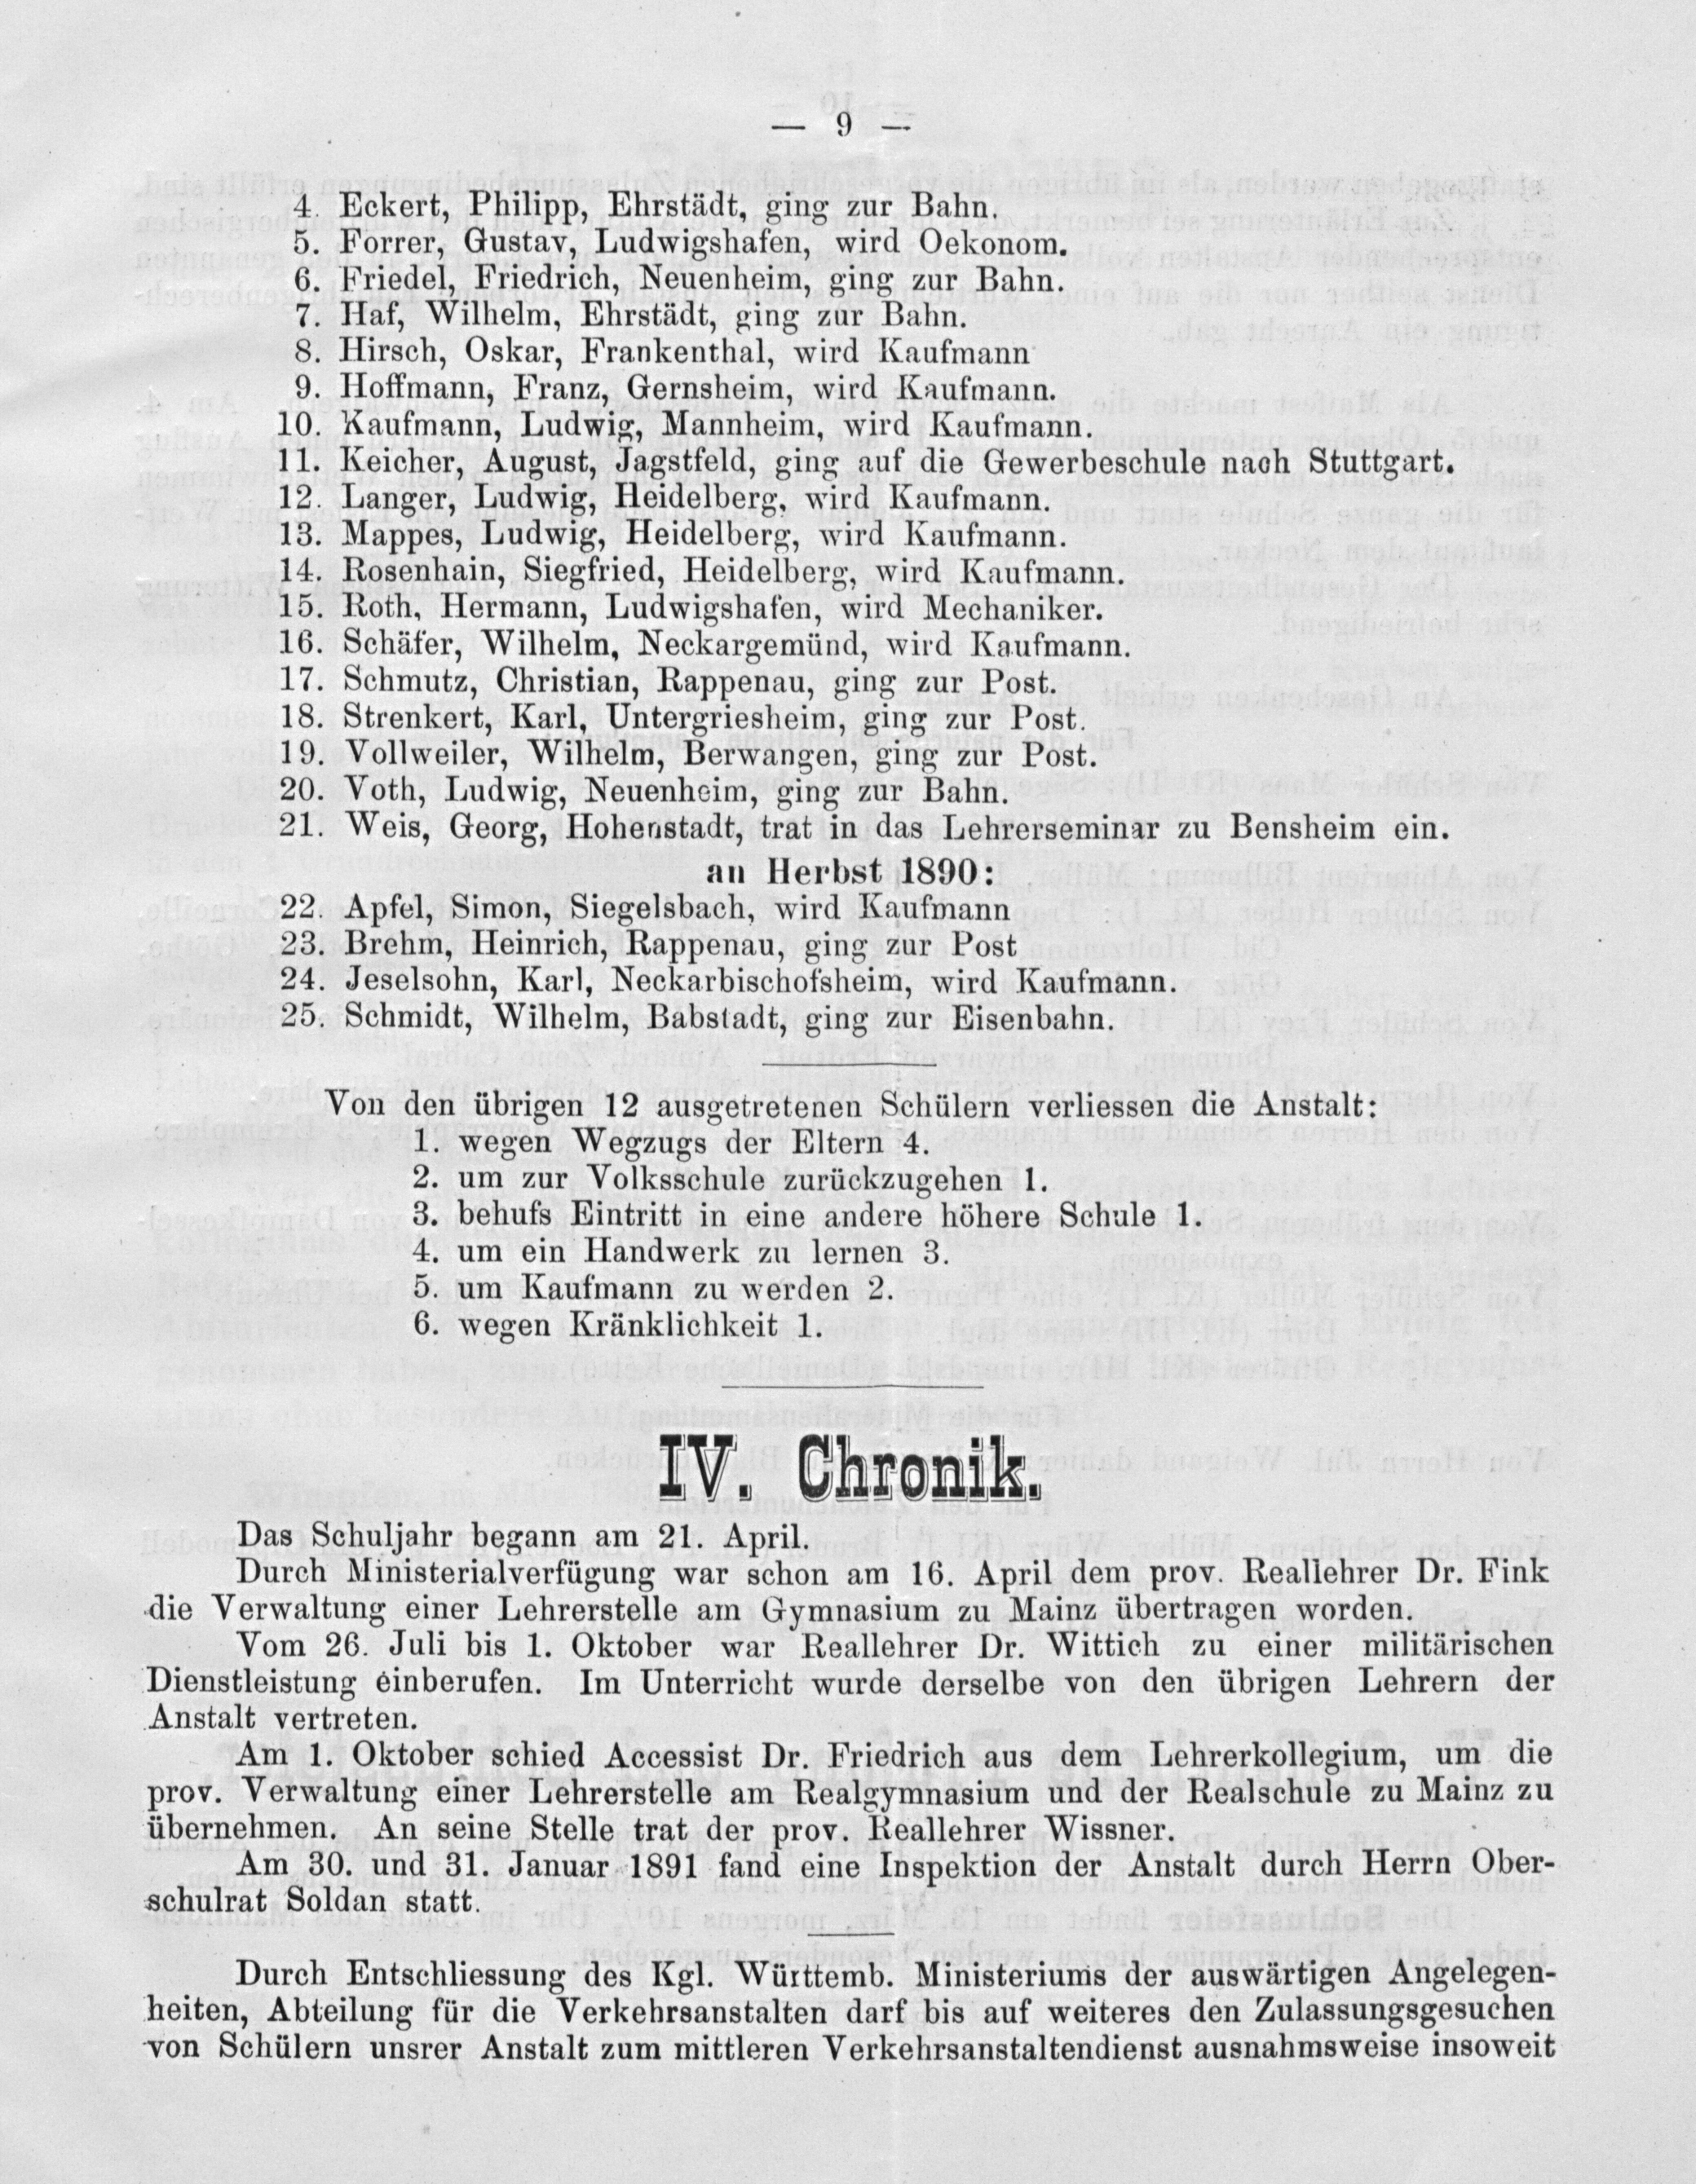 — 9 —
4. Eckert, Philipp, Ehrstädt, ging zur Bahn.
5. Forrer, Gustav, Ludwigshafen, wird Oekonom.
6. Friedel, Friedrich, Neuenheim, ging zur Bahn.
7. Haf, Wilhelm, Ehrstädt, ging zur Bahn.
8. Hirsch, Oskar, Frankenthal, wird Kaufmann
9. Hoffmann, Franz, Gernsheim, wird Kaufmann.
10. Kaufmann, Ludwig, Mannheim, wird Kaufmann.
11. Keicher, August, Jagstfeld, ging auf die Gewerbeschule nach Stuttgart.
12. Langer, Ludwig, Heidelberg, wird Kaufmann.
13. Mappes, Ludwig, Heidelberg, wird Kaufmann.
14. Rosenhain, Siegfried, Heidelberg, wird Kaufmann.
15. Roth, Hermann, Ludwigshafen, wird Mechaniker.
16. Schäfer, Wilhelm, Neckargemünd, wird Kaufmann.
17. Schmutz, Christian, Rappenau, ging zur Post.
18. Strenkert, Karl, Untergriesheim, ging zur Post.
19. Vollweiler, Wilhelm, Berwangen, ging zur Post.
20. Voth, Ludwig, Neuenheim, ging zur Bahn.
21. Weis, Georg, Hohenstadt, trat in das Lehrerseminar zu Bensheim ein.
an Herbst 1890:
22. Apfel, Simon, Siegelsbach, wird Kaufmann
23. Brehm, Heinrich, Rappenau, ging zur Post
24. Jeselsohn, Karl, Neckarbischofsheim, wird Kaufmann.
25. Schmidt, Wilhelm, Babstadt, ging zur Eisenbahn.
Von den übrigen 12 ausgetretenen Schülern verliessen die Anstalt:
1. wegen Wegzugs der Eltern 4.
2. um zur Volksschule zurückzugehen 1.
3. behufs Eintritt in eine andere höhere Schule 1.
4. um ein Handwerk zu lernen 3.
5. um Kaufmann zu werden 2.
6. wegen Kränklichkeit 1.
IV. Chronik.
Das Schuljahr begann am 21. April.
Durch Ministerialverfügung war schon am 16. April dem prov. Reallehrer Dr. Fink
die Verwaltung einer Lehrerstelle am Gymnasium zu Mainz übertragen worden.
Vom 26. Juli bis 1. Oktober war Reallehrer Dr. Wittich zu einer militärischen
Dienstleistung einberufen. Im Unterricht wurde derselbe von den übrigen Lehrern der
Anstalt vertreten.
Am 1. Oktober schied Accessist Dr. Friedrich aus dem Lehrerkollegium, um die
prov. Verwaltung einer Lehrerstelle am Realgymnasium und der Realschule zu Mainz zu
übernehmen. An seine Stelle trat der prov. Reallehrer Wissner.
Am 30. und 31. Januar 1891 fand eine Inspektion der Anstalt durch Herrn Ober-
schulrat Soldan statt.
Durch Entschliessung des Kgl. Württemb. Ministeriums der auswärtigen Angelegen-
heiten, Abteilung für die Verkehrsanstalten darf bis auf weiteres den Zulassungsgesuchen
von Schülern unsrer Anstalt zum mittleren Verkehrsanstaltendienst ausnahmsweise insoweit